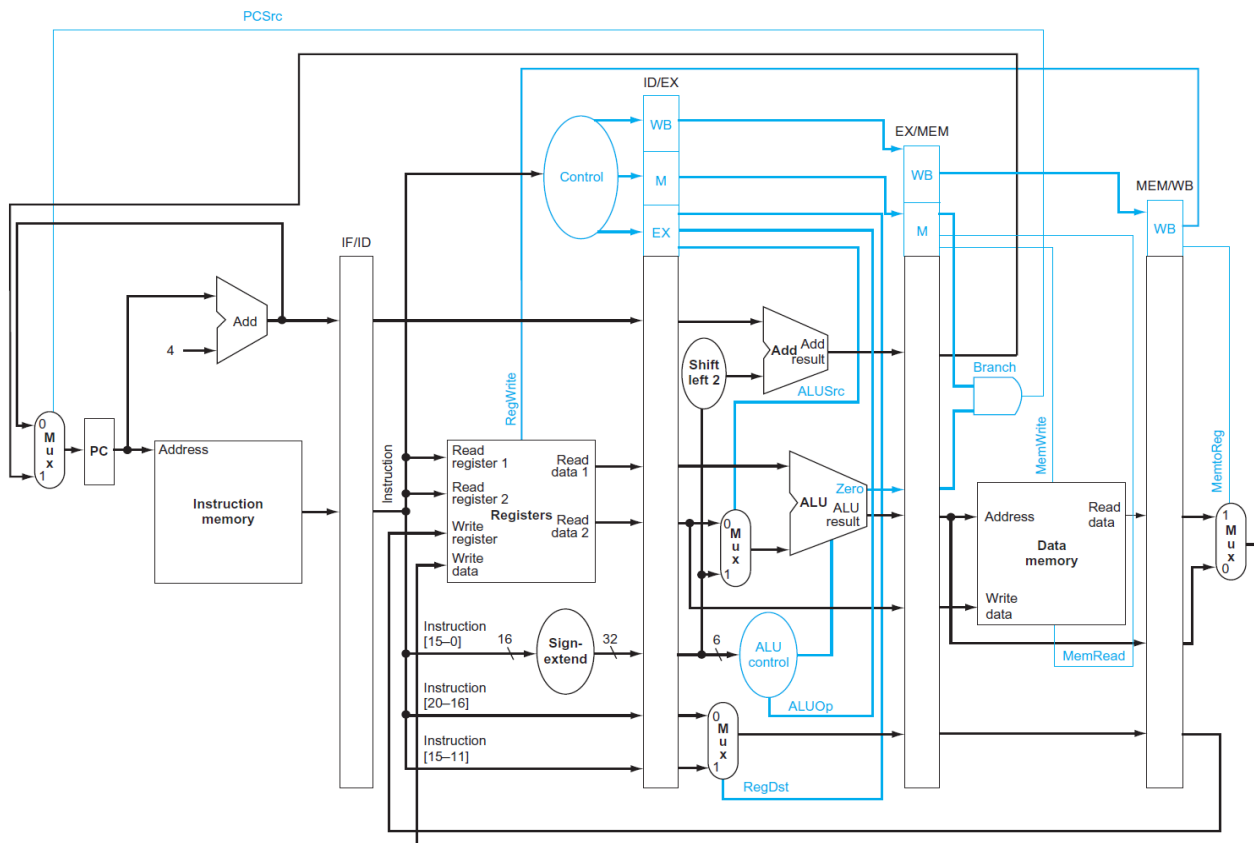 PCSrc
ID/EX
WB
EX/MEM
Control
M
WB
MEM/WB
EX
M
WB
IF/ID
Add
4
Add
Add
result
Shift
left 2
Branch
ALUSrc
RegWrite
MemWrite
MemtoReg
0
M
u
x
1
PC
Address
Instruction
memory
Instruction
Read
register 1
Read
data 1
Read
register 2
Registers
Write
register
Read
data 2
Write
data
Zero
ALU
ALU
result
0
M
u
x
1
Address
Read
data
Data
memory
Write
data
1
M
u
x
0
Instruction
[15–0]
16
Sign-
extend
32
6
ALU
control
MemRead
Instruction
[20–16]
ALUOp
0
M
u
x
1
Instruction
[15–11]
RegDst